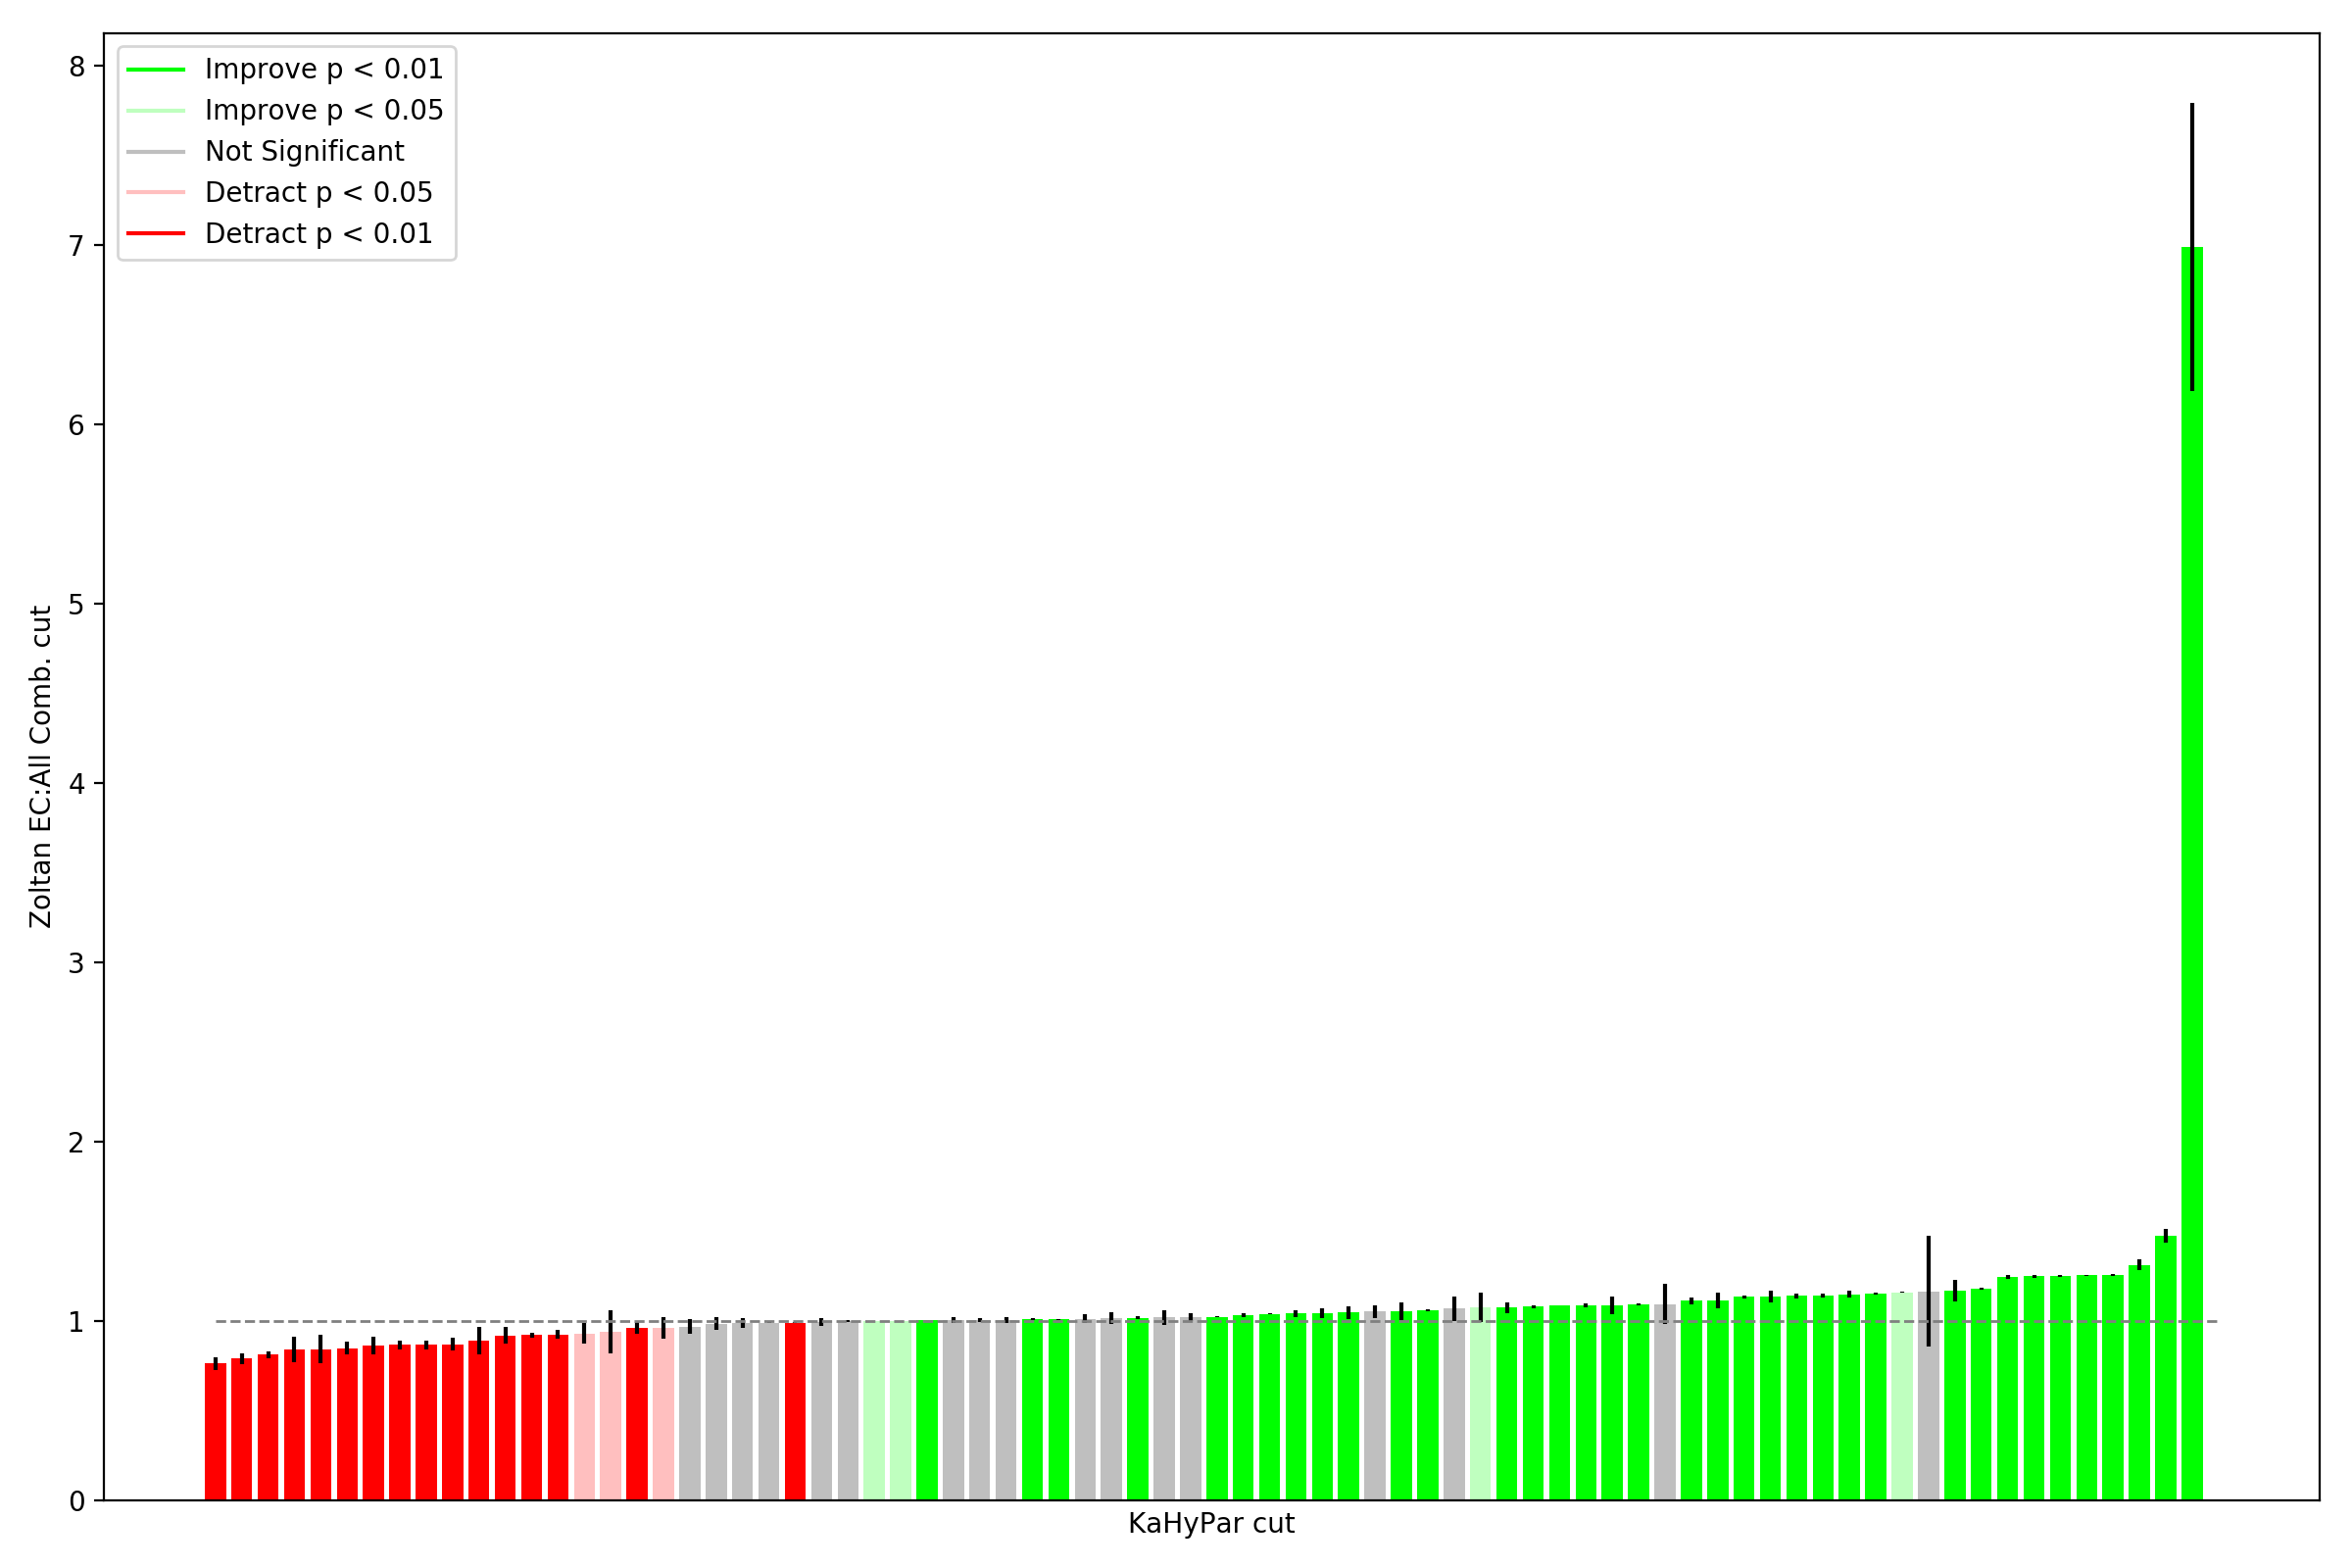 8
7
6
5
4
3
2
1
0
Zoltan EC:All Comb. cut
KaHyPar cut
Improve p < 0.01
Improve p < 0.05
Not Significant
Detract p < 0.05
Detract p < 0.01